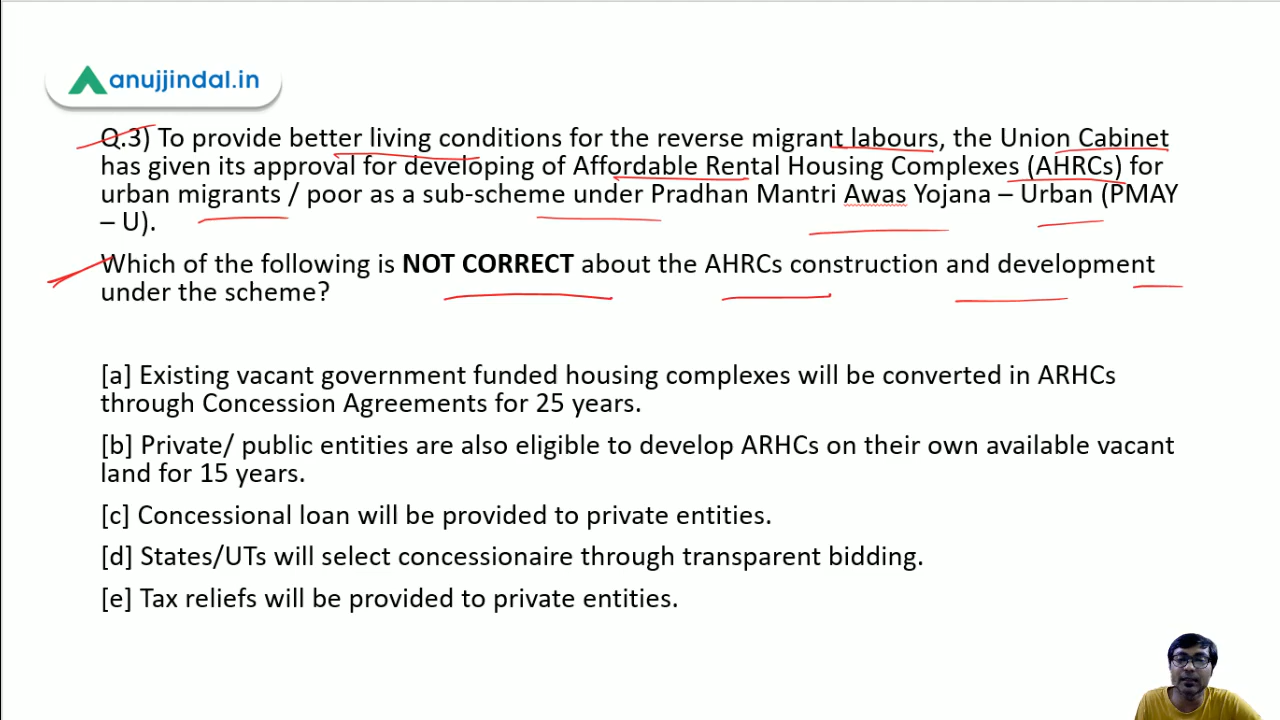 anujjindal.in
Q.3) To provide better living conditions for the reverse migrant labours, the Union Cabinet
has given its approval for developing of Affordable Rental Housing Complexes (AHRCs) for
urban migrants / poor as a sub-scheme under Pradhan Mantri Awas Yojana – Urban (PMAY
– U).
Which of the following is NOT CORRECT about the AHRCs construction and development
under the scheme?
[a] Existing vacant government funded housing complexes will be converted in ARHCs
through Concession Agreements for 25 years.
[b] Private/ public entities are also eligible to develop ARHCs on their own available vacant
land for 15 years.
[c] Concessional loan will be provided to private entities.
[d] States/UTs will select concessionaire through transparent bidding.
[e] Tax reliefs will be provided to private entities.